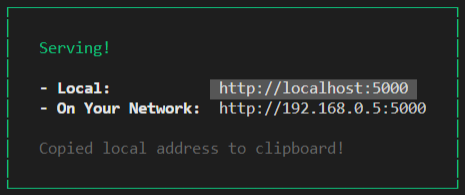 Serving!
- Local: http://localhost:5000
- On Your Network: http://192.168.0.5:5000
Copied local address to clipboard!